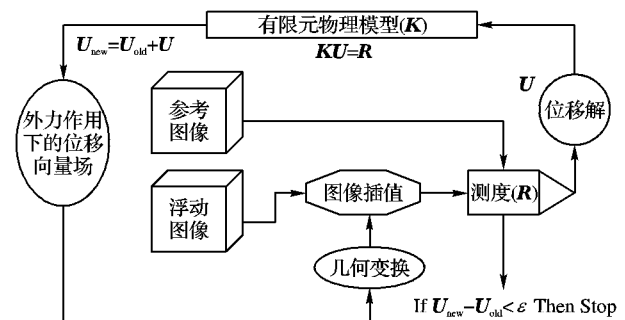 有限元物理模型(K)
U_new=U_old+U
KU=R
U
外力作用
下的位移
向量场
参考
图像
位移解
浮动
图像
图像插值
测度(R)
几何变换
If U_new−U_old<ε Then Stop